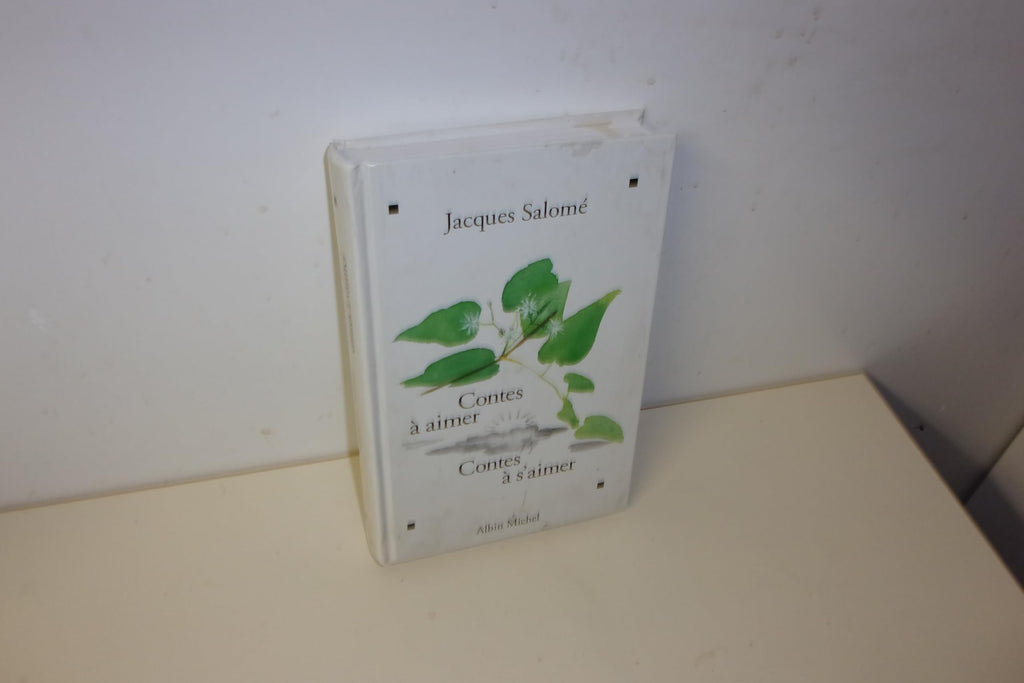 Jacques Salomé
Contes
à aimer
Contes
à s'aimer
Albin Michel